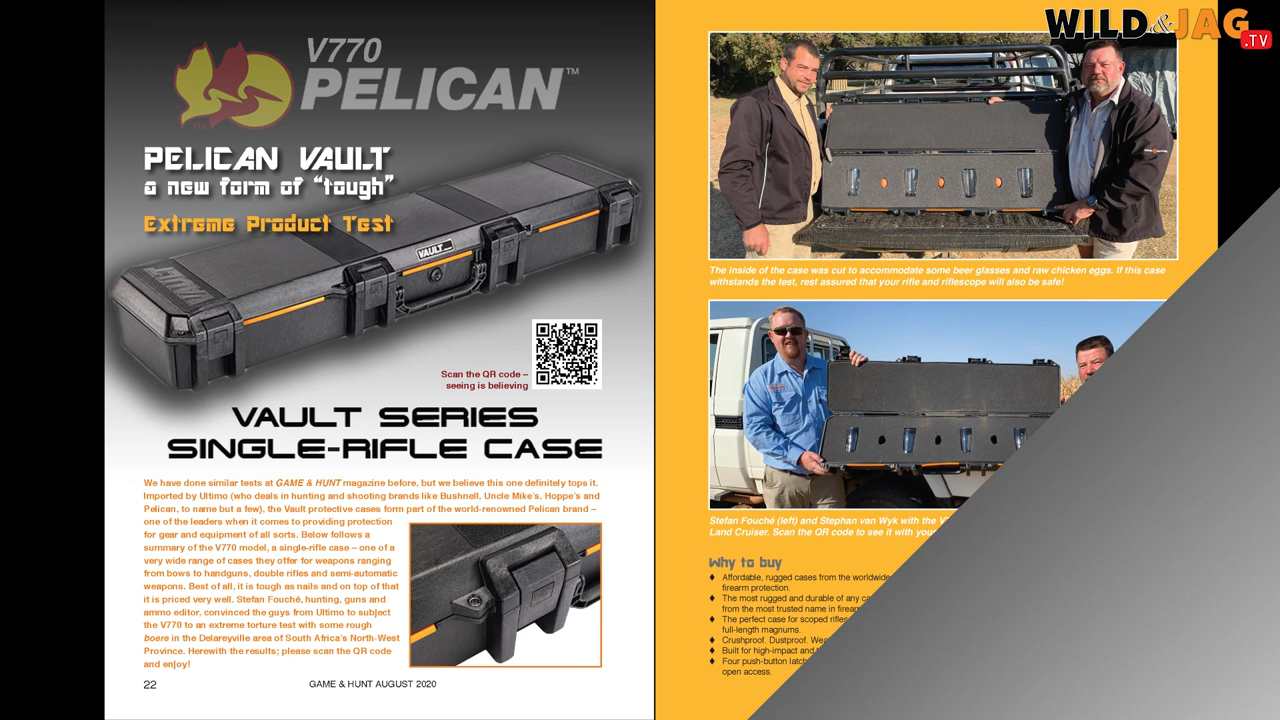 WILD&JAG
.TV
V770
PELICAN™
PELICAN VAULT
a new form of “tough”
Extreme Product Test
VAULT
VAULT
Scan the QR code –
seeing is believing
VAULT SERIES
SINGLE-RIFLE CASE
We have done similar tests at GAME & HUNT magazine before, but we believe this one definitely tops it.
Imported by Ultimo (who deals in hunting and shooting brands like Bushnell, Uncle Mike's, Hoppe's and
Pelican, to name but a few), the Vault protective cases form part of the world-renowned Pelican brand –
one of the leaders when it comes to providing protection
for gear and equipment of all sorts. Below follows a
summary of the V770 model, a single-rifle case – one of a
very wide range of cases they offer for weapons ranging
from bows to handguns, double rifles and semi-automatic
weapons. Best of all, it is tough as nails and on top of that
it is priced very well. Stefan Fouché, hunting, guns and
ammo editor, convinced the guys from Ultimo to subject
the V770 to an extreme torture test with some rough
boere in the Delareyville area of South Africa's North-West
Province. Herewith the results; please scan the QR code
and enjoy!
22
GAME & HUNT AUGUST 2020
The inside of the case was cut to accommodate some beer glasses and raw chicken eggs. If this case
withstands the test, rest assured that your rifle and riflescope will also be safe!
Stefan Fouché (left) and Stephan van Wyk with the
Land Cruiser. Scan the QR code to see it with
Why to buy
♦ Affordable, rugged cases from the worldwide
firearm protection.
♦ The most rugged and durable of any
from the most trusted name in
♦ The perfect case for scoped rifles
full-length magnums.
♦ Crushproof. Dustproof.
♦ Built for high-impact and
♦ Four push-button
open access.